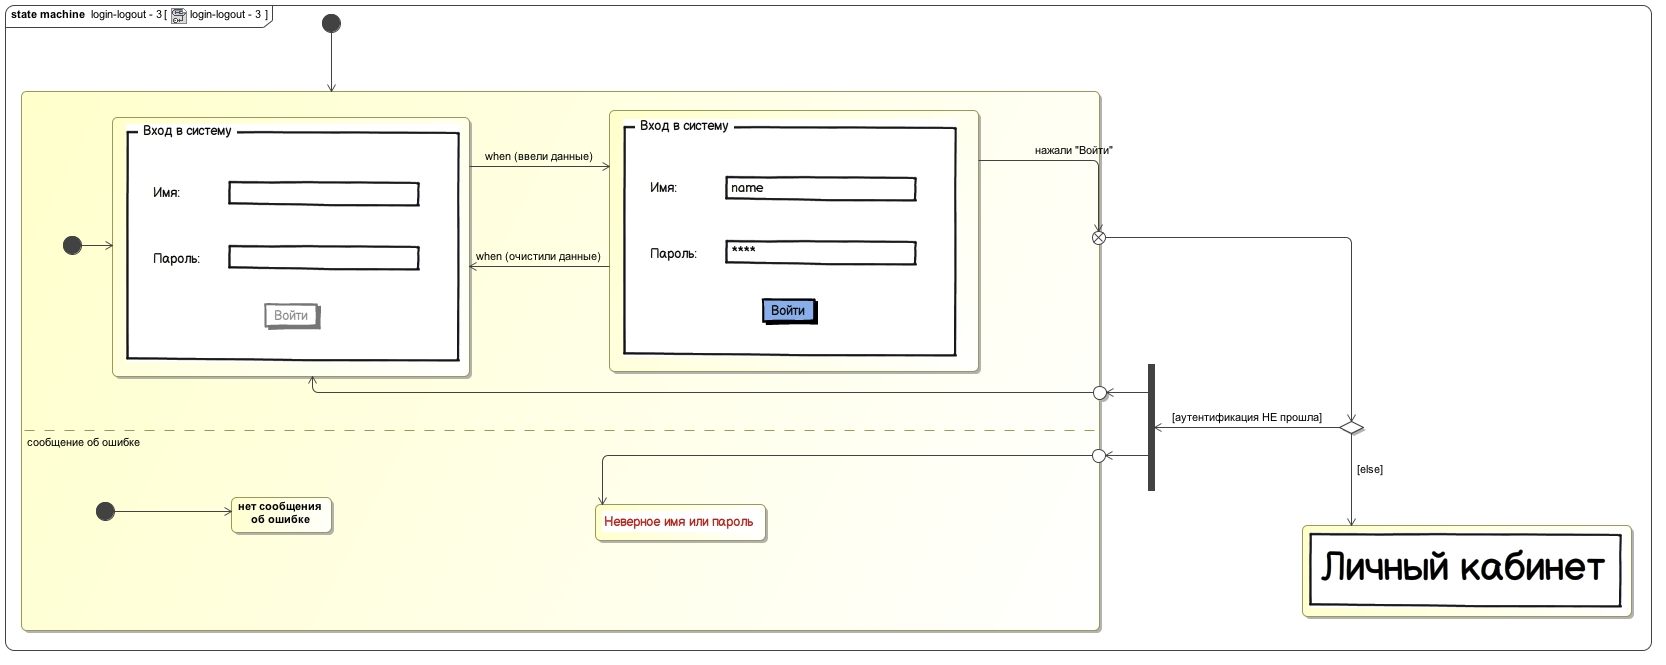 state machine login-logout - 3 [ login-logout - 3 ]
Вход в систему
Имя:
Пароль:
Войти
when (ввели данные)
when (очистили данные)
Вход в систему
Имя: name
Пароль: ****
Войти
нажали "Войти"
[аутентификация НЕ прошла]
[else]
сообщение об ошибке
нет сообщения
об ошибке
Неверное имя или пароль
Личный кабинет